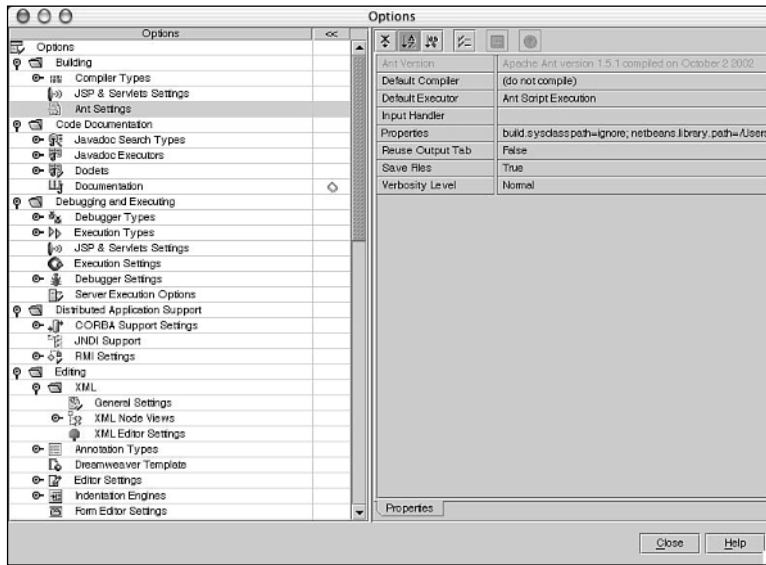 Options
Options
<<
Options
Building
Compiler Types
JSP & Servlets Settings
Ant Settings
Code Documentation
Javadoc Search Types
Javadoc Executors
Doclets
Documentation
Debugging and Executing
Debugger Types
Execution Types
JSP & Servlets Settings
Execution Settings
Debugger Settings
Server Execution Options
Distributed Application Support
CORBA Support Settings
JNDI Support
RMI Settings
Editing
XML
General Settings
XML Node Views
XML Editor Settings
Annotation Types
Dreamweaver Template
Editor Settings
Indentation Engines
Form Editor Settings
Ant Version Apache Ant version 1.5.1 compiled on October 2 2002
Default Compiler (do not compile)
Default Executor Ant Script Execution
Input Handler
Properties build.sysclasspath=ignore; netbeans.library.path=/Users
Reuse Output Tab False
Save Files True
Verbosity Level Normal
Properties
Close Help